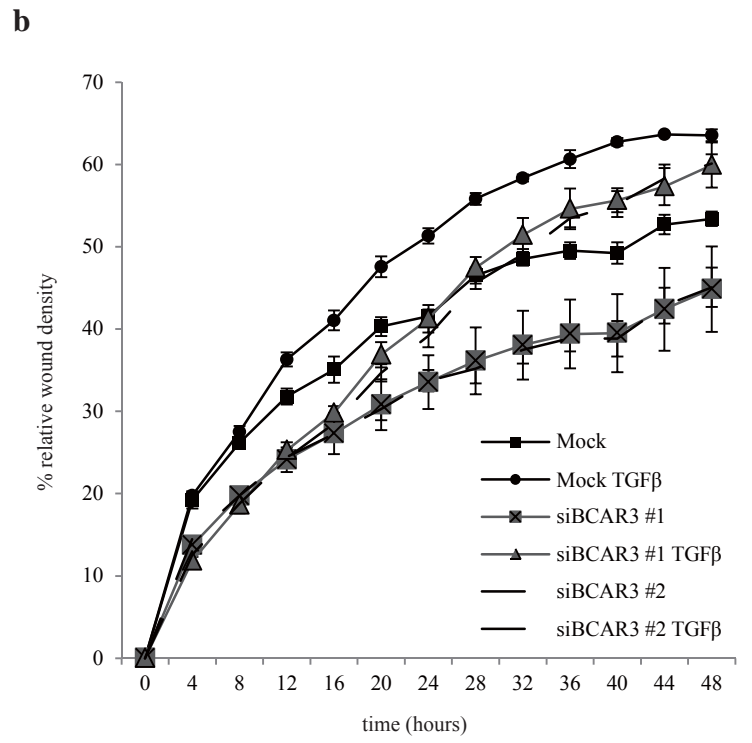 b
70
60
50
40
30
20
10
0
% relative wound density
0 4 8 12 16 20 24 28 32 36 40 44 48
time (hours)
Mock
Mock TGFβ
siBCAR3 #1
siBCAR3 #1 TGFβ
siBCAR3 #2
siBCAR3 #2 TGFβ